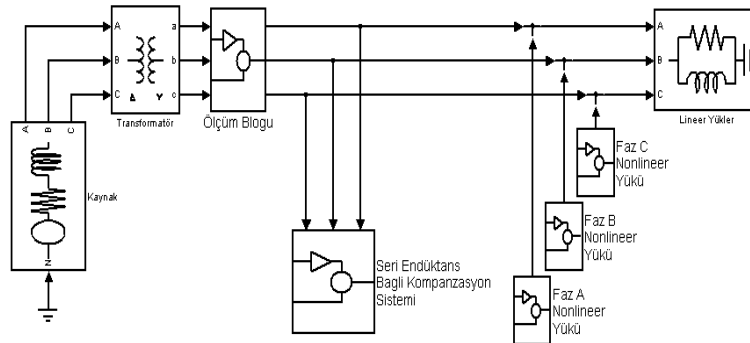 A
B
C
a
b
c
Transformatör
Ölçüm Blogu
A
B
C
Lineer Yükler
A
B
C
Kaynak
N
Faz C
Nonlineer
Yükü
Faz B
Nonlineer
Yükü
Seri Endüktans
Bagli Kompanzasyon
Sistemi
Faz A
Nonlineer
Yükü